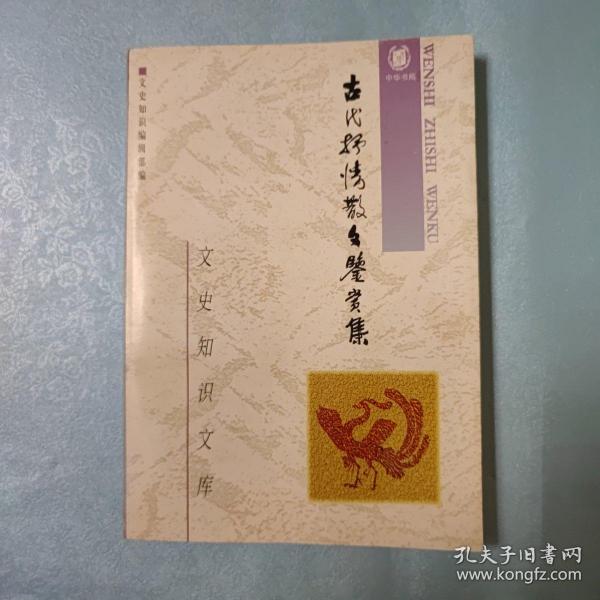 中华书局
WENSHI ZHISHI WENKU
古代抒情散文鉴赏集
文史知识编辑部编
文史知识文库
孔夫子旧书网
www.kongfz.com